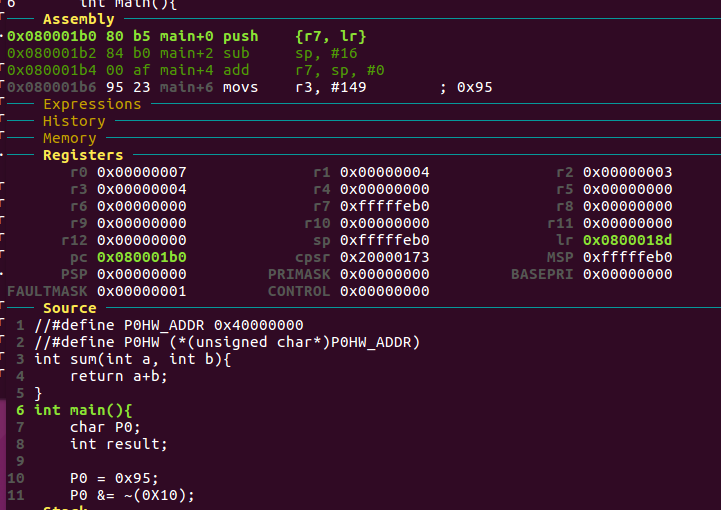 6 int main(){
Assembly
0x080001b0 80 b5 main+0 push {r7, lr}
0x080001b2 84 b0 main+2 sub sp, #16
0x080001b4 00 af main+4 add r7, sp, #0
0x080001b6 95 23 main+6 movs r3, #149 ; 0x95
Expressions
History
Memory
Registers
r0 0x00000007 r1 0x00000004 r2 0x00000003
r3 0x00000004 r4 0x00000000 r5 0x00000000
r6 0x00000000 r7 0xfffffeb0 r8 0x00000000
r9 0x00000000 r10 0x00000000 r11 0x00000000
r12 0x00000000 sp 0xfffffeb0 lr 0x0800018d
pc 0x080001b0 cpsr 0x20000173 MSP 0xfffffeb0
PSP 0x00000000 PRIMASK 0x00000000 BASEPRI 0x00000000
FAULTMASK 0x00000001 CONTROL 0x00000000
Source
1 //#define P0HW_ADDR 0x40000000
2 //#define P0HW (*(unsigned char*)P0HW_ADDR)
3 int sum(int a, int b){
4 return a+b;
5 }
6 int main(){
7 char P0;
8 int result;
9
10 P0 = 0x95;
11 P0 &= ~(0X10);
Stack